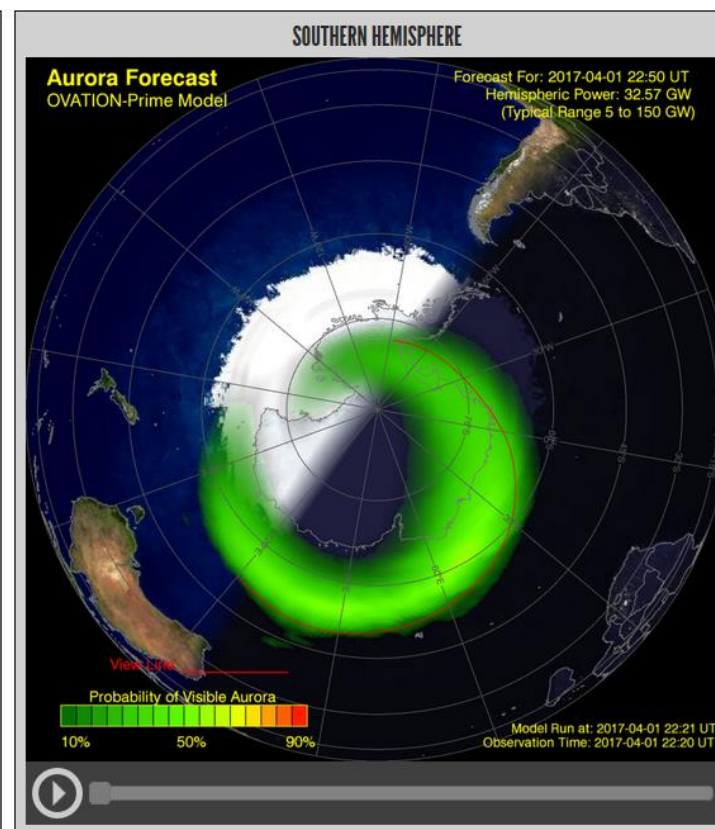 SOUTHERN HEMISPHERE
Aurora Forecast
OVATION-Prime Model
Forecast For: 2017-04-01 22:50 UT
Hemispheric Power: 32.57 GW
(Typical Range 5 to 150 GW)
View Line
Probability of Visible Aurora
10% 50% 90%
Model Run at: 2017-04-01 22:21 UT
Observation Time: 2017-04-01 22:20 UT